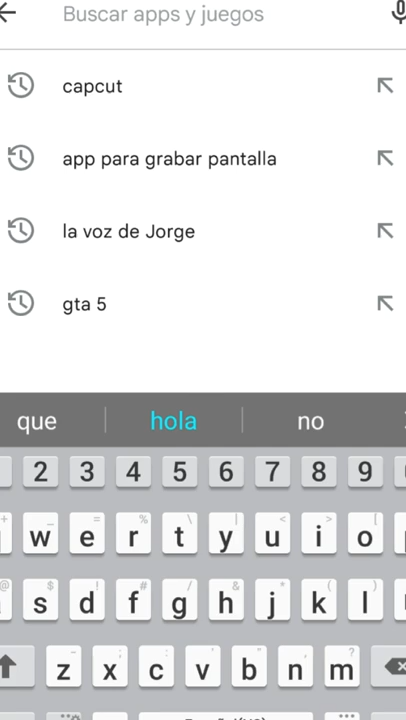 Buscar apps y juegos
capcut
app para grabar pantalla
la voz de Jorge
gta 5
que hola no
2 3 4 5 6 7 8 9
w e r t y u i o
s d f g h j k l
z x c v b n m